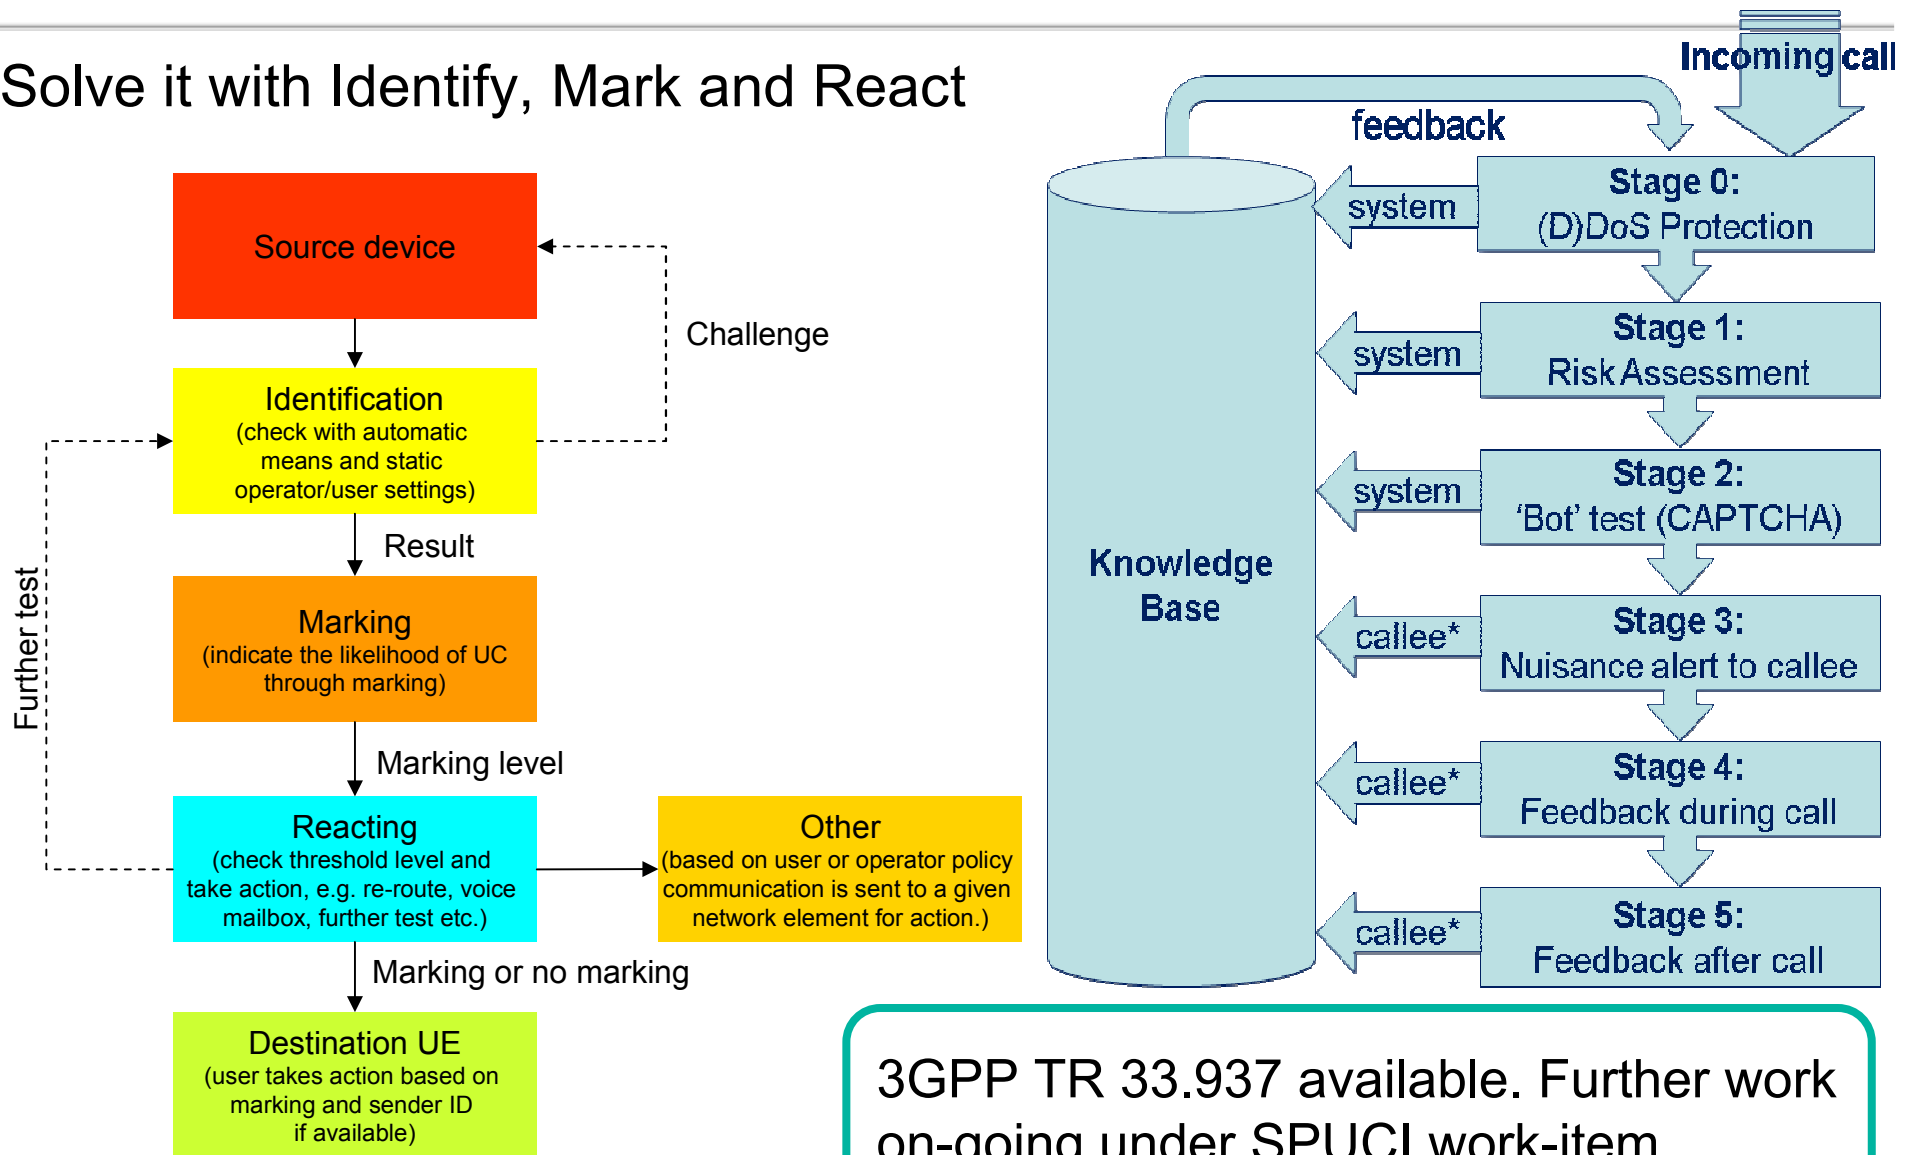 Solve it with Identify, Mark and React
Source device
Challenge
Identification
(check with automatic
means and static
operator/user settings)
Result
Further test
Marking
(indicate the likelihood of UC
through marking)
Marking level
Reacting
(check threshold level and
take action, e.g. re-route, voice
mailbox, further test etc.)
Other
(based on user or operator policy
communication is sent to a given
network element for action.)
Marking or no marking
Destination UE
(user takes action based on
marking and sender ID
if available)
Incoming call
feedback
Knowledge
Base
system
Stage 0:
(D)DoS Protection
system
Stage 1:
Risk Assessment
system
Stage 2:
‘Bot’ test (CAPTCHA)
callee*
Stage 3:
Nuisance alert to callee
callee*
Stage 4:
Feedback during call
callee*
Stage 5:
Feedback after call
3GPP TR 33.937 available. Further work
on-going under SPUCI work-item